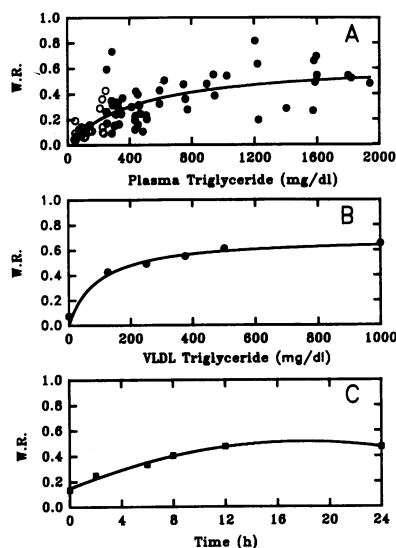 A
W.R.
1.0
0.8
0.6
0.4
0.2
0.0
0 400 800 1200 1600 2000
Plasma Triglyceride (mg/dl)
B
W.R.
1.0
0.8
0.6
0.4
0.2
0.0
0 200 400 600 800 1000
VLDL Triglyceride (mg/dl)
C
W.R.
1.0
0.8
0.6
0.4
0.2
0.0
0 4 8 12 16 20 24
Time (h)